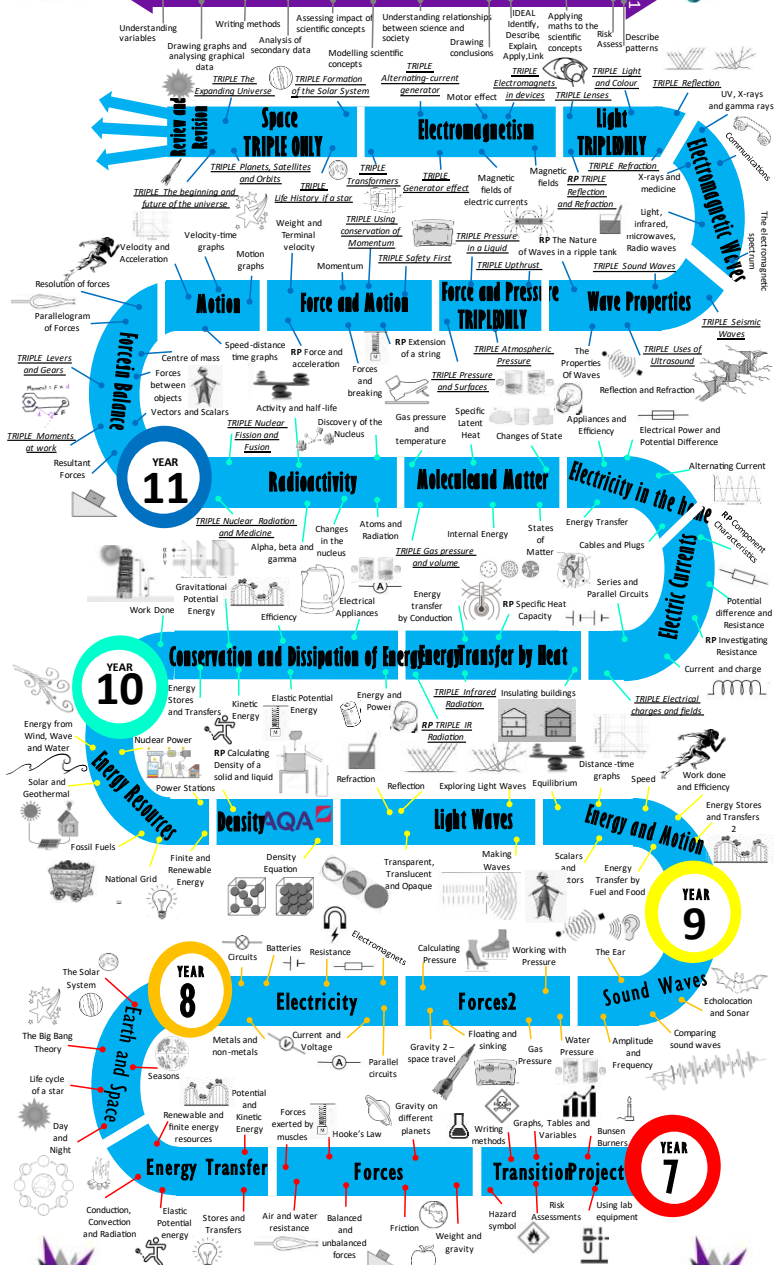 1
Understanding
variables
Writing methods
Drawing graphs and
analysing graphical
data
Analysis of
secondary data
Assessing impact of
scientific concepts
Modelling scientific
concepts
Understanding relationships
between science and
society
Drawing
conclusions
IDEAL
Identify,
Describe,
Explain,
Apply,Link
Applying
maths to the
scientific
concepts
Risk
Assess
Describe
patterns
TRIPLE The
Expanding Universe
TRIPLE Formation
of the Solar System
TRIPLE
Alternating-current
generator
Motor effect
TRIPLE
Electromagnets
in devices
TRIPLE Lenses
TRIPLE Light
and Colour
TRIPLE Reflection
UV, X-rays
and gamma rays
Communications
Review and
Revision
Space
TRIPLE ONLY
Electromagnetism
Light
TRIPLEONLY
Electromagnetic Waves
TRIPLE The beginning and
future of the universe
TRIPLE Planets, Satellites
and Orbits
TRIPLE
Life History if a star
TRIPLE
Transformers
TRIPLE
Generator effect
Magnetic
fields of
electric currents
Magnetic
fields
RP TRIPLE
Reflection
and Refraction
TRIPLE Refraction
X-rays and
medicine
Light,
infrared,
microwaves,
Radio waves
The electromagnetic
spectrum
Velocity and
Acceleration
Velocity-time
graphs
Motion
graphs
Weight and
Terminal
velocity
Momentum
TRIPLE Using
conservation of
Momentum
TRIPLE Safety First
TRIPLE Pressure
in a Liquid
TRIPLE Upthrust
RP The Nature
of Waves in a ripple tank
TRIPLE Sound Waves
Resolution of forces
Parallelogram
of Forces
TRIPLE Levers
and Gears
Moment = F x d
F
TRIPLE Moments
at work
Resultant
Forces
Forces in Balance
Motion
Force and Motion
Force and Pressure
TRIPLEONLY
Wave Properties
TRIPLE Seismic
Waves
Centre of mass
Forces
between
objects
Vectors and Scalars
Speed-distance
time graphs
RP Force and
acceleration
Forces
and
breaking
RP Extension
of a string
TRIPLE Pressure
and Surfaces
TRIPLE Atmospheric
Pressure
The
Properties
Of Waves
TRIPLE Uses of
Ultrasound
Reflection and Refraction
YEAR
11
TRIPLE Nuclear
Fission and
Fusion
Activity and half-life
Discovery of the
Nucleus
Gas pressure
and
temperature
Specific
Latent
Heat
Changes of State
Appliances and
Efficiency
Electrical Power and
Potential Difference
Alternating Current
Radioactivity
Molecules and Matter
Electricity in the home
RP Component
Characteristics
TRIPLE Nuclear Radiation
and Medicine
Alpha, beta and
gamma
Changes
in the
nucleus
Atoms and
Radiation
TRIPLE Gas pressure
and volume
Internal Energy
States
of
Matter
Energy Transfer
Cables and Plugs
Electric Currents
α
β
γ
Work Done
Gravitational
Potential
Energy
Efficiency
Electrical
Appliances
A
Energy
transfer
by Conduction
RP Specific Heat
Capacity
Series and
Parallel Circuits
Potential
difference and
Resistance
RP Investigating
Resistance
Current and charge
TRIPLE Electrical
charges and fields
YEAR
10
Conservation and Dissipation of Energy
EnergyTransfer by Heat
Energy
Stores
and Transfers
Kinetic
Energy
Elastic Potential
Energy
Energy and
Power
TRIPLE Infrared
Radiation
RP TRIPLE IR
Radiation
Insulating buildings
Energy from
Wind, Wave
and Water
Nuclear Power
Solar and
Geothermal
Power Stations
Fossil Fuels
National Grid
Finite and
Renewable
Energy
Energy Resources
RP Calculating
Density of a
solid and liquid
Refraction
Reflection
Exploring Light Waves
Equilibrium
Distance-time
graphs
Speed
Work done
and Efficiency
Energy Stores
and Transfers
2
Density
AQA
Light Waves
Energy and Motion
Density
Equation
Transparent,
Translucent
and Opaque
Making
Waves
Scalars
and
tors
Energy
Transfer by
Fuel and Food
YEAR
9
YEAR
8
Circuits
Batteries
Resistance
Electromagnets
Calculating
Pressure
Working with
Pressure
The Ear
Echolocation
and Sonar
Electricity
Forces2
Sound Waves
Metals and
non-metals
Current and
Voltage
V
A
Parallel
circuits
Gravity 2 –
space travel
Floating and
sinking
Gas
Pressure
Water
Pressure
Amplitude
and
Frequency
Comparing
sound waves
The Solar
System
The Big Bang
Theory
Life cycle
of a star
Day
and
Night
Seasons
Earth and Space
Renewable and
finite energy
resources
Potential
and
Kinetic
Energy
Forces
exerted by
muscles
Hooke's Law
Gravity on
different
planets
Writing
methods
Graphs, Tables and
Variables
Bunsen
Burners
YEAR
7
Energy Transfer
Forces
TransitionProject
Conduction,
Convection
and Radiation
Elastic
Potential
energy
Stores and
Transfers
Air and water
resistance
Balanced
and
unbalanced
forces
Friction
Weight and
gravity
Hazard
symbol
Risk
Assessments
Using lab
equipment